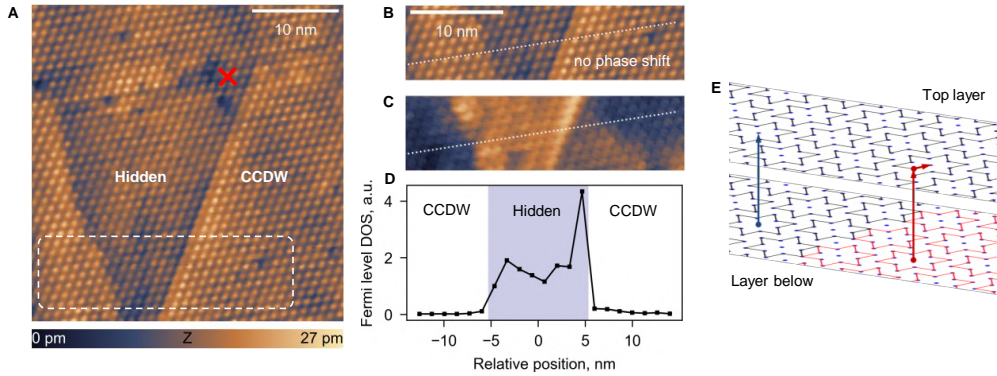 A
10 nm
Hidden
CCDW
0 pm
Z
27 pm
B
10 nm
no phase shift
C
D
Fermi level DOS, a.u.
4
2
0
CCDW
Hidden
CCDW
−10
−5
0
5
10
Relative position, nm
E
Top layer
Layer below